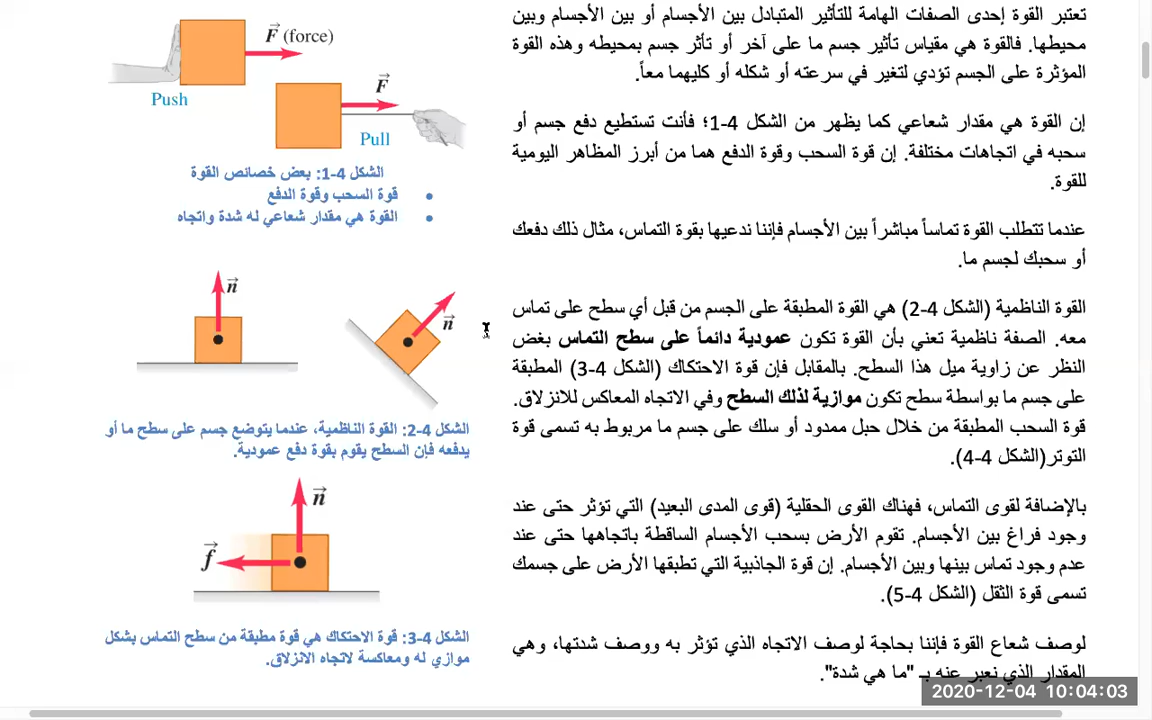 تعتبر القوة إحدى الصفات الهامة للتأثير المتبادل بين الأجسام أو بين الأجسام وبين
محيطها. فالقوة هي مقياس تأثير جسم ما على آخر أو تأثر جسم بمحيطه وهذه القوة
المؤثرة على الجسم تؤدي لتغير في سرعته أو شكله أو كليهما معاً.
إن القوة هي مقدار شعاعي كما يظهر من الشكل 4-1؛ فأنت تستطيع دفع جسم أو
سحبه في اتجاهات مختلفة. إن قوة السحب وقوة الدفع هما من أبرز المظاهر اليومية
للقوة.
عندما تتطلب القوة تماساً مباشراً بين الأجسام فإننا ندعيها بقوة التماس، مثال ذلك دفعك
أو سحبك لجسم ما.
القوة الناظمية (الشكل 4-2) هي القوة المطبقة على الجسم من قبل أي سطح على تماس
معه. الصفة ناظمية تعني بأن القوة تكون عمودية دائماً على سطح التماس بغض
النظر عن زاوية ميل هذا السطح. بالمقابل فإن قوة الاحتكاك (الشكل 4-3) المطبقة
على جسم ما بواسطة سطح تكون موازية لذلك السطح وفي الاتجاه المعاكس للانزلاق.
قوة السحب المطبقة من خلال حبل ممدود أو سلك على جسم ما مربوط به تسمى قوة
التوتر(الشكل 4-4).
بالإضافة لقوى التماس، فهناك القوى الحقلية (قوى المدى البعيد) التي تؤثر حتى عند
وجود فراغ بين الأجسام. تقوم الأرض بسحب الأجسام الساقطة باتجاهها حتى عند
عدم وجود تماس بينها وبين الأجسام. إن قوة الجاذبية التي تطبقها الأرض على جسمك
تسمى قوة الثقل (الشكل 4-5).
لوصف شعاع القوة فإننا بحاجة لوصف الاتجاه الذي تؤثر به ووصف شدتها، وهي
المقدار الذي نعبر عنه بـ "ما هي شدة".
F (force)
Push
F
Pull
الشكل 4-1: بعض خصائص القوة
• قوة السحب وقوة الدفع
• القوة هي مقدار شعاعي له شدة واتجاه
n
n
الشكل 4-2: القوة الناظمية، عندما يتوضع جسم على سطح ما أو
يدفعه فإن السطح يقوم بقوة دفع عمودية.
n
f
الشكل 4-3: قوة الاحتكاك هي قوة مطبقة من سطح التماس بشكل
موازي له ومعاكسة لاتجاه الانزلاق.
2020-12-04 10:04:03